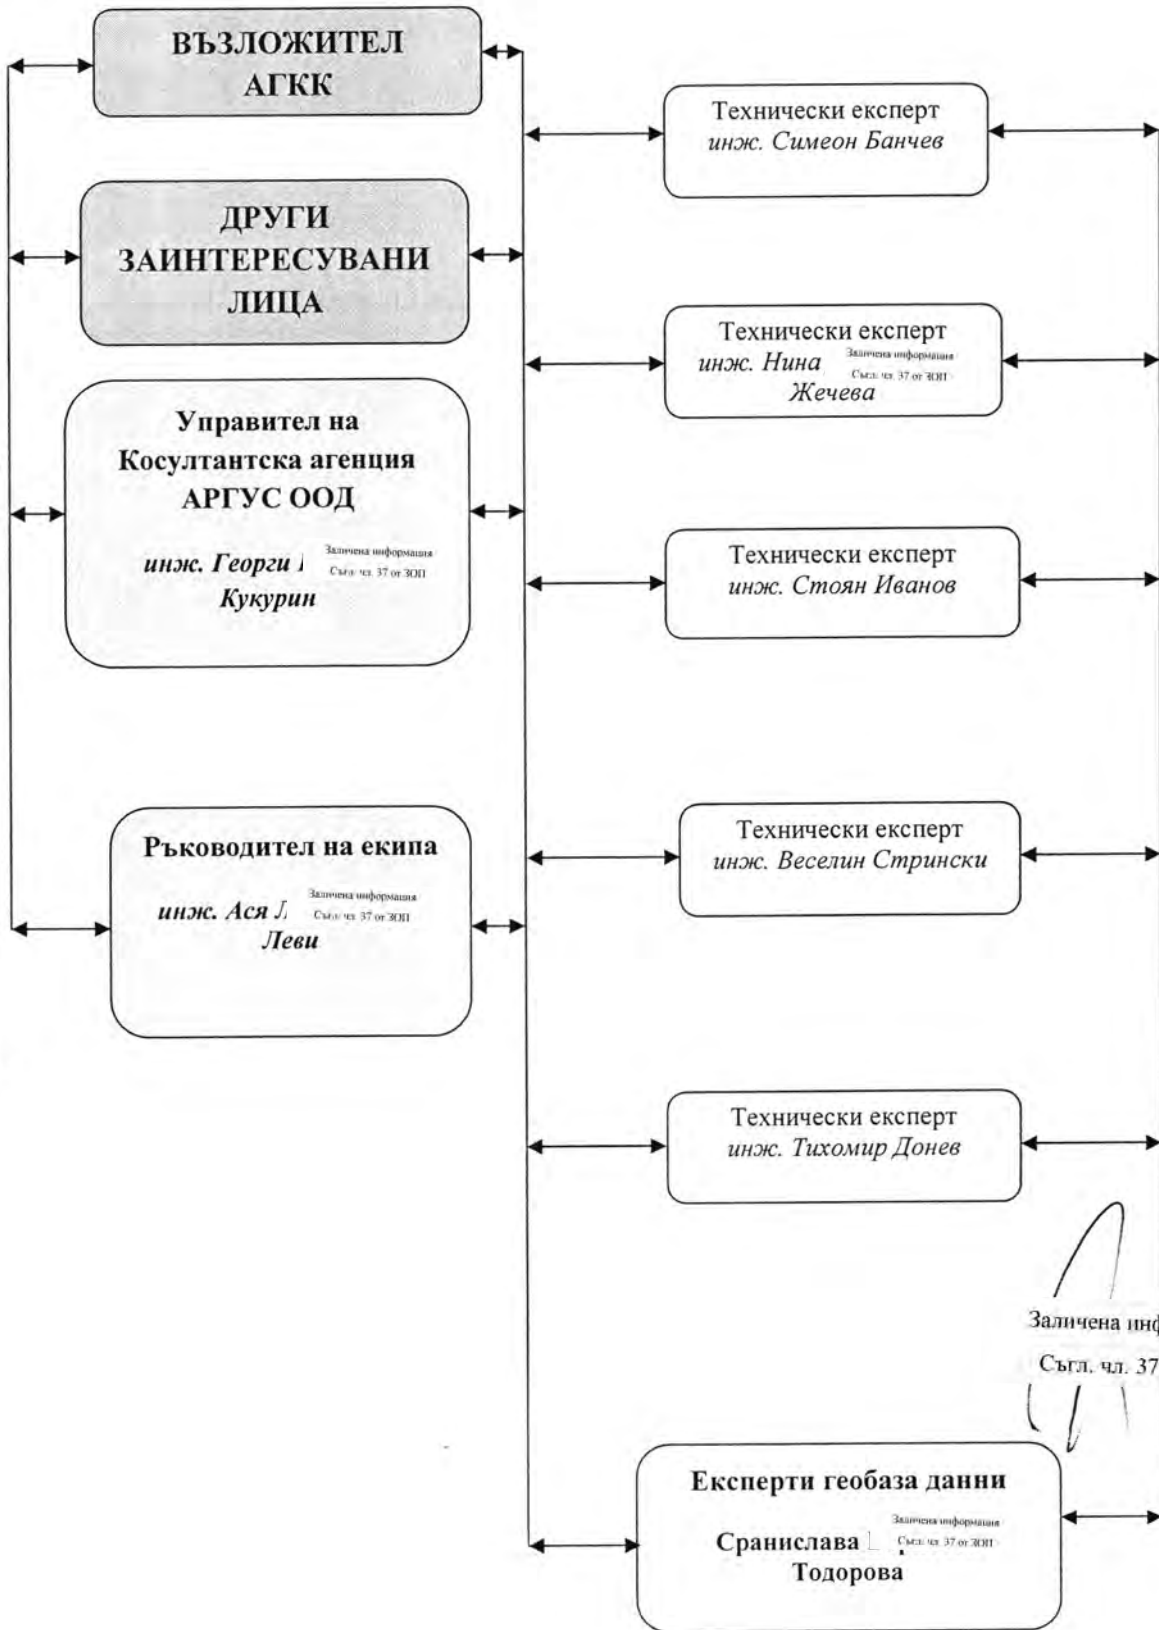 ВЪЗЛОЖИТЕЛ
АГКК
ДРУГИ
ЗАИНТЕРЕСУВАНИ
ЛИЦА
Управител на
Косултантска агенция
АРГУС ООД
инж. Георги
Заличена информация
Съгл. чл. 37 от ЗОП
Кукурин
Ръководител на екипа
инж. Ася Л
Заличена информация
Съгл. чл. 37 от ЗОП
Леви
Технически експерт
инж. Симеон Банчев
Технически експерт
инж. Нина
Заличена информация
Съгл. чл. 37 от ЗОП
Жечева
Технически експерт
инж. Стоян Иванов
Технически експерт
инж. Веселин Стрински
Технически експерт
инж. Тихомир Донев
Заличена инф
Съгл. чл. 37
Експерти геобаза данни
Сранислава
Заличена информация
Съгл. чл. 37 от ЗОП
Тодорова